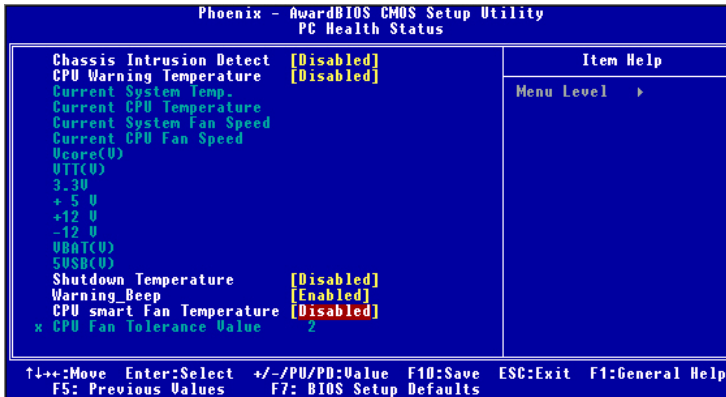 Phoenix - AwardBIOS CMOS Setup Utility
PC Health Status
Chassis Intrusion Detect [Disabled]
CPU Warning Temperature [Disabled]
Current System Temp.
Current CPU Temperature
Current System Fan Speed
Current CPU Fan Speed
Vcore(V)
VTT(V)
3.3V
+ 5 V
+12 V
-12 V
VBAT(V)
5VSB(V)
Shutdown Temperature [Disabled]
Warning_Beep [Enabled]
CPU smart Fan Temperature [Disabled]
x CPU Fan Tolerance Value 2
Item Help
Menu Level ▸
↑↓→←:Move Enter:Select +/-/PU/PD:Value F10:Save ESC:Exit F1:General Help
F5: Previous Values F7: BIOS Setup Defaults